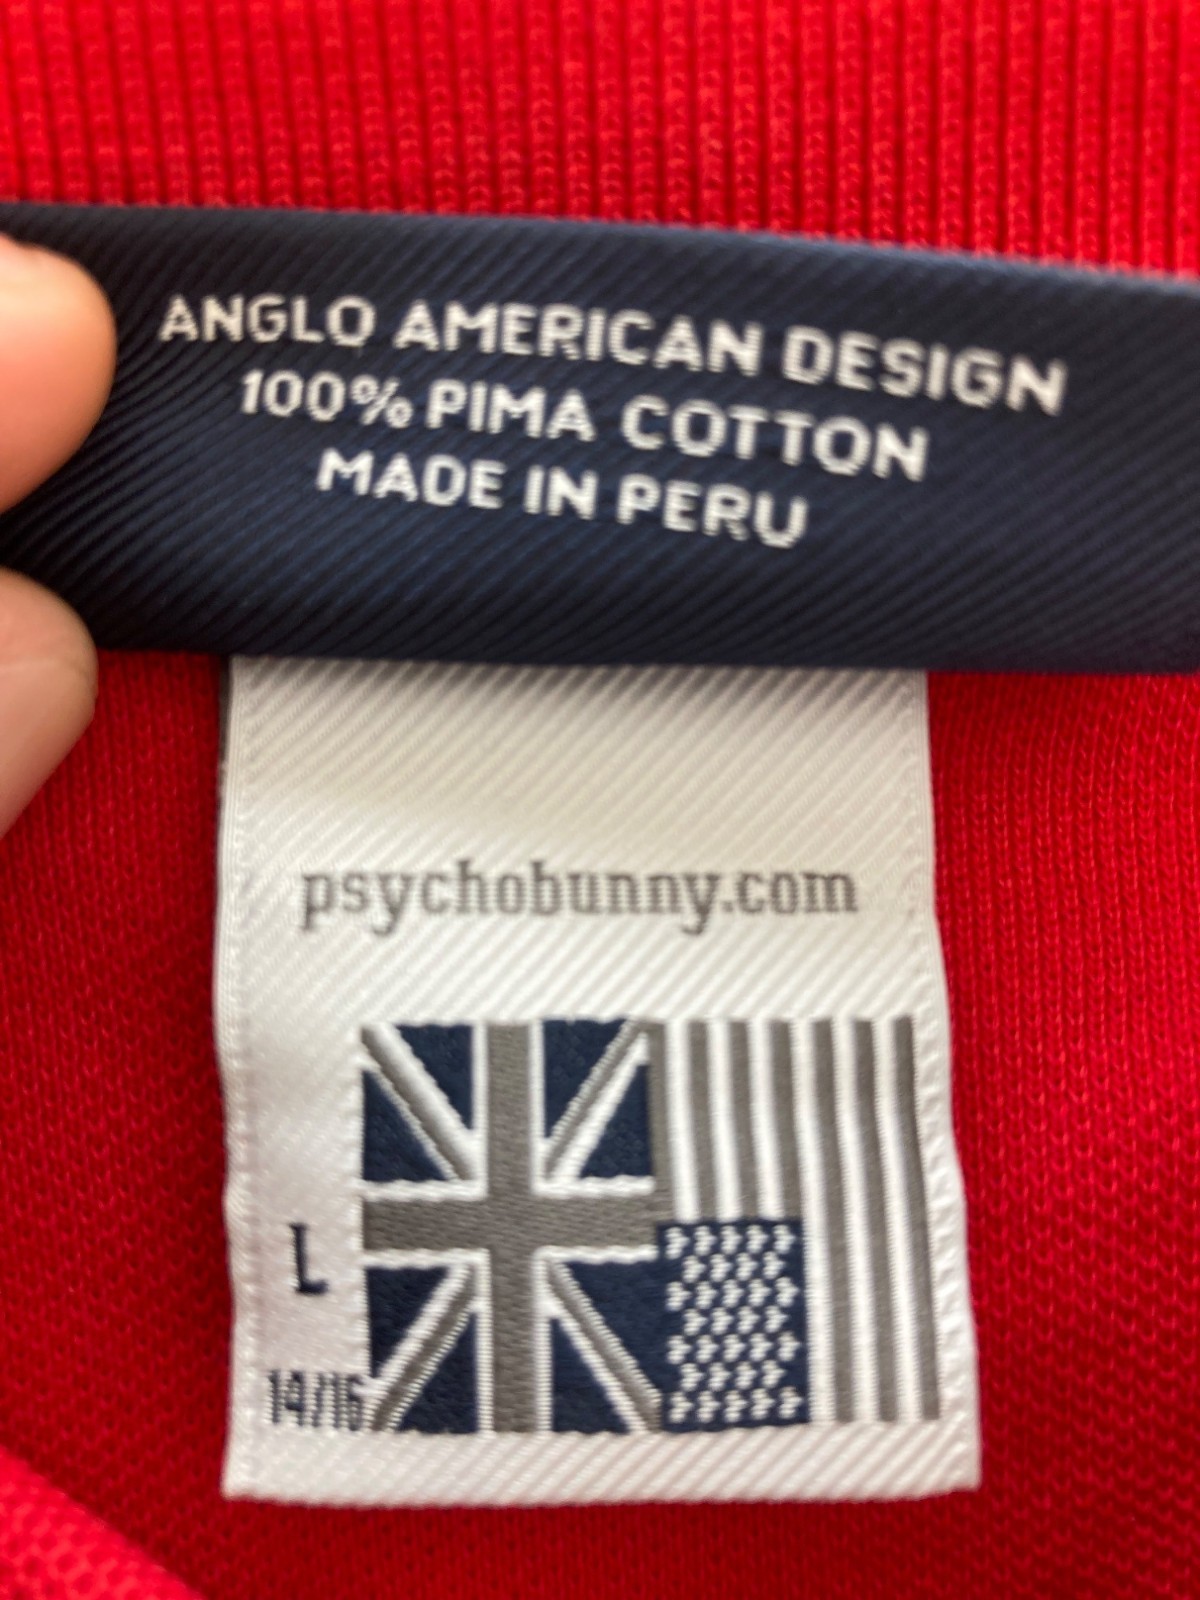 ANGLO AMERICAN DESIGN
100% PIMA COTTON
MADE IN PERU
psychobunny.com
L
14/16